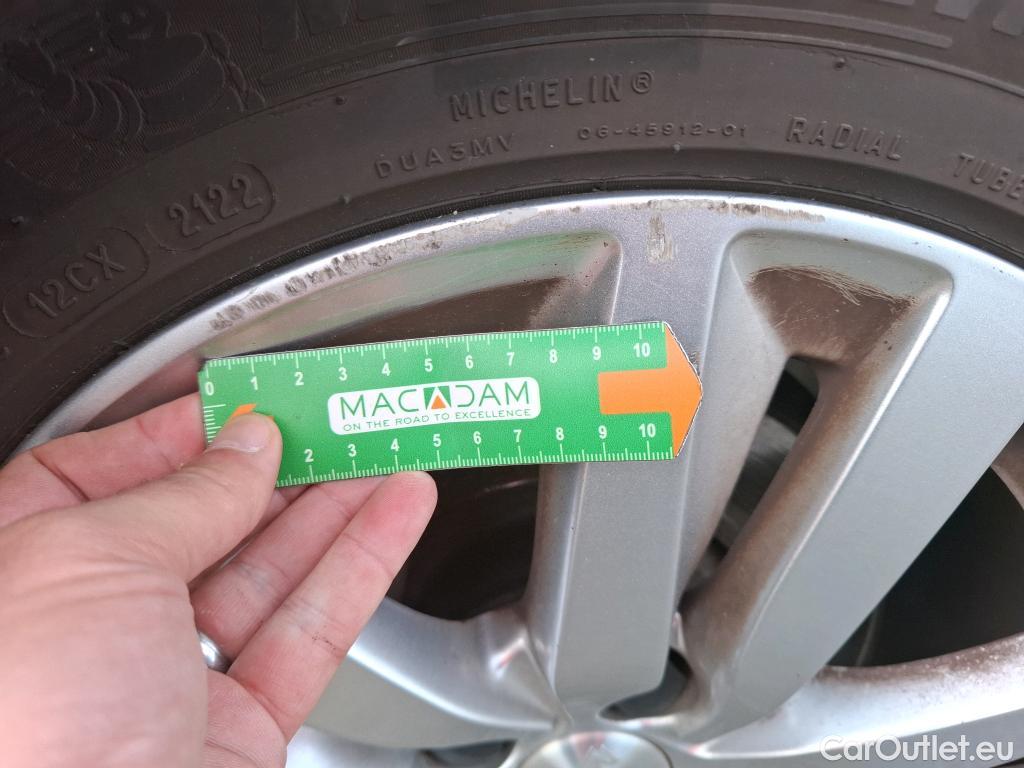 MICHELIN®
DUA3MV 06-45912-01 RADIAL TUBE
2122
12CX
0 1 2 3 4 5 6 7 8 9 10
MACADAM
ON THE ROAD TO EXCELLENCE
2 3 4 5 6 7 8 9 10
CarOutlet.eu